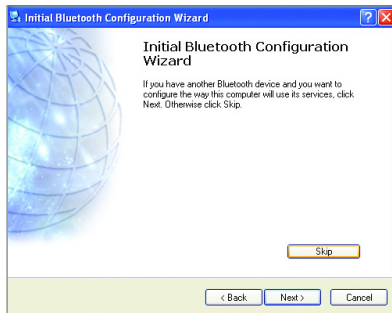 Initial Bluetooth Configuration Wizard
Initial Bluetooth Configuration
Wizard
If you have another Bluetooth device and you want to
configure the way this computer will use its services, click
Next. Otherwise click Skip.
Skip
< Back Next > Cancel